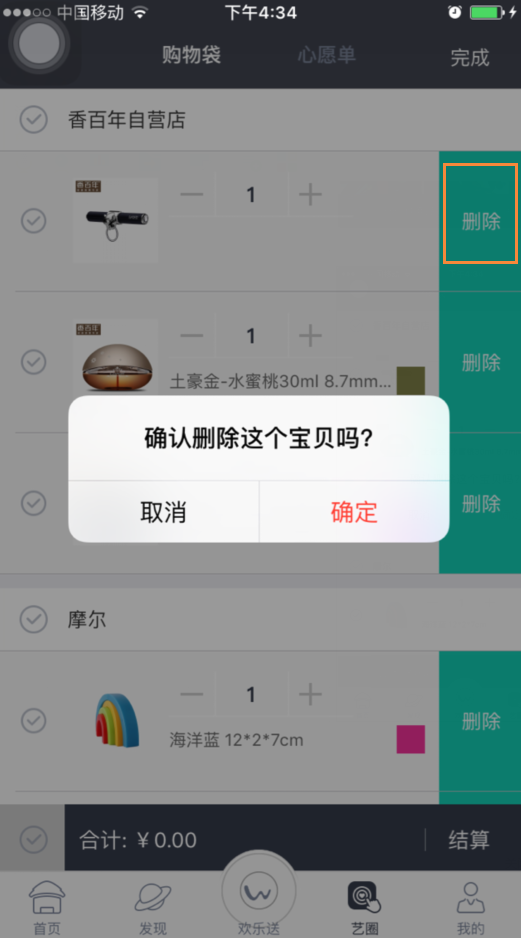 中国移动 下午4:34
购物袋 心愿单 完成
香百年自营店
香百年
1
删除
香百年
1
删除
土豪金-水蜜桃30ml 8.7mm...
确认删除这个宝贝吗?
取消 确定
删除
摩尔
1
删除
海洋蓝 12*2*7cm
合计: ¥0.00 结算
首页 发现 欢乐送 艺圈 我的